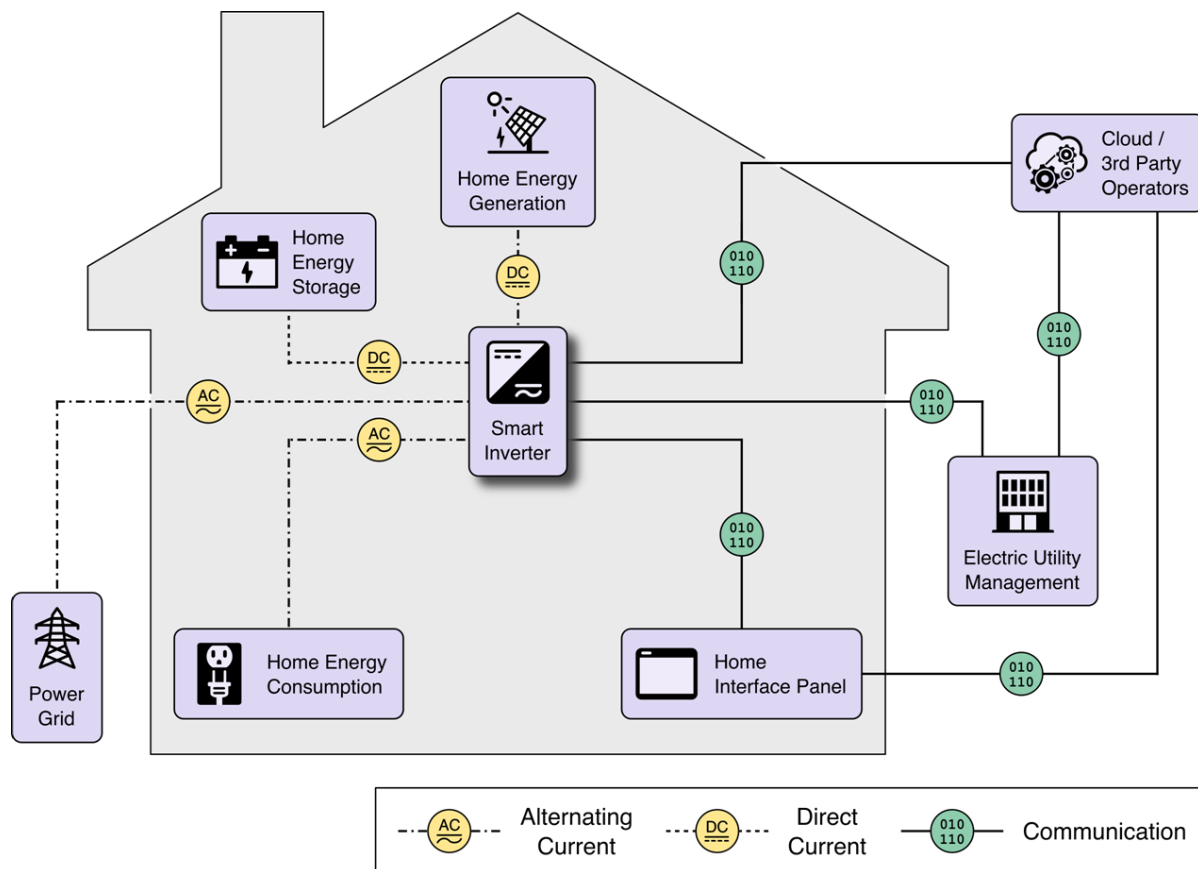 Home Energy
Generation
Cloud /
3rd Party
Operators
Home
Energy
Storage
010
110
DC
010
110
DC
AC
010
110
AC
Smart
Inverter
010
110
Electric Utility
Management
Home Energy
Consumption
Home
Interface Panel
010
110
Power
Grid
AC
Alternating
Current
DC
Direct
Current
010
110
Communication